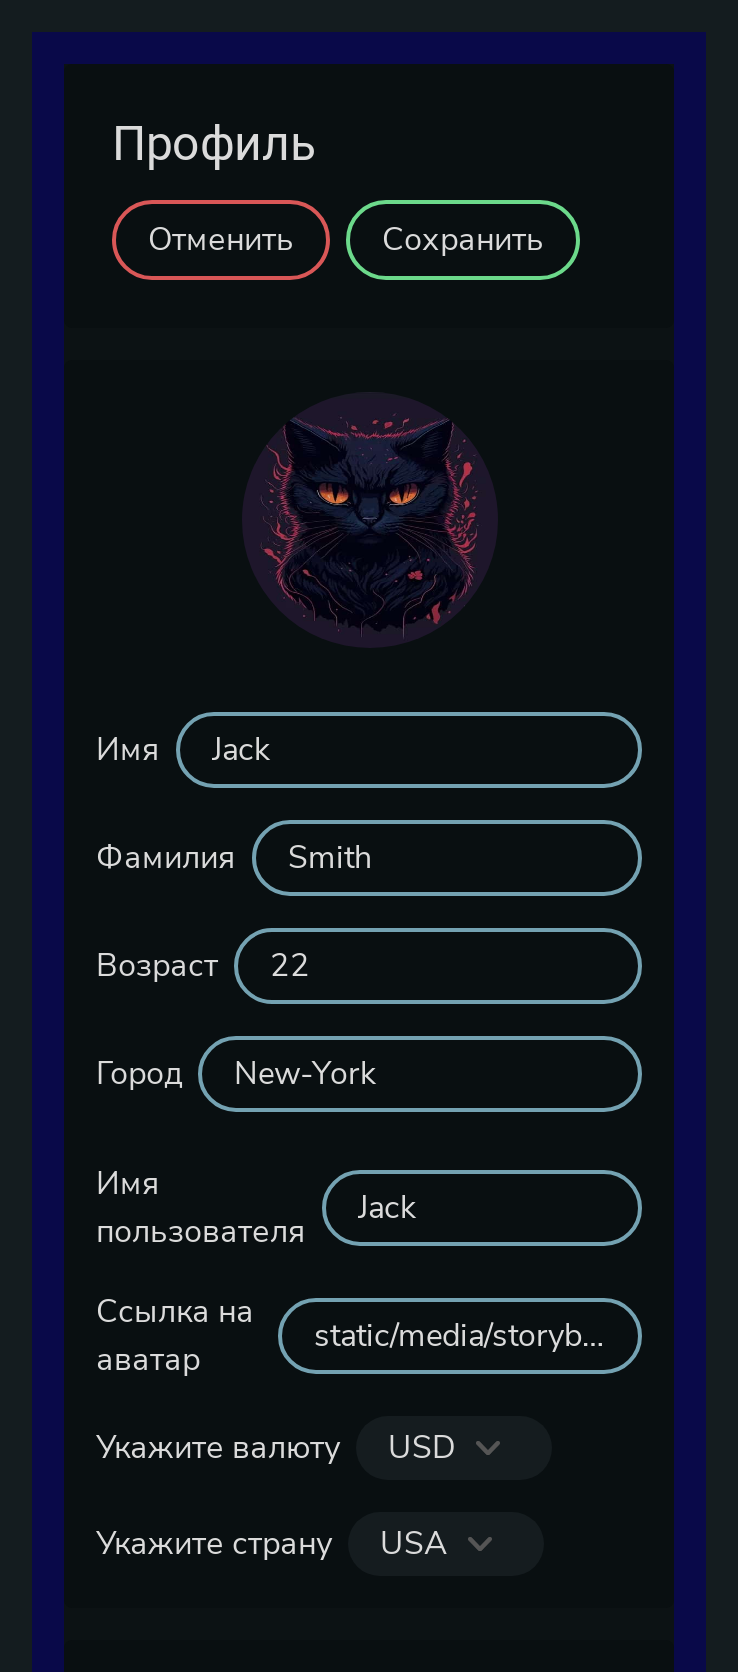 Профиль
Отменить
Сохранить
Имя
Jack
Фамилия
Smith
Возраст
22
Город
New-York
Имя
пользователя
Jack
Ссылка на
аватар
static/media/storyb...
Укажите валюту
USD
Укажите страну
USA